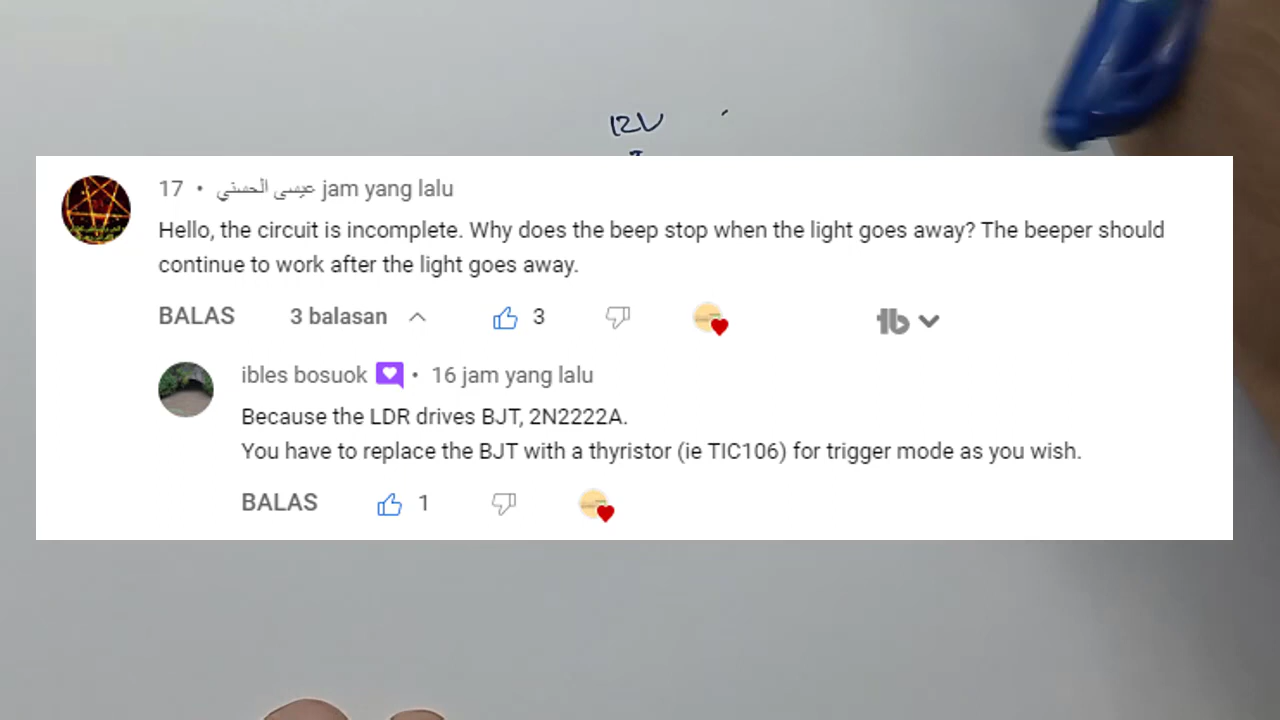 12V
17 • عيسى الحسني jam yang lalu
Hello, the circuit is incomplete. Why does the beep stop when the light goes away? The beeper should
continue to work after the light goes away.
BALAS 3 balasan 3
ibles bosuok • 16 jam yang lalu
Because the LDR drives BJT, 2N2222A.
You have to replace the BJT with a thyristor (ie TIC106) for trigger mode as you wish.
BALAS 1